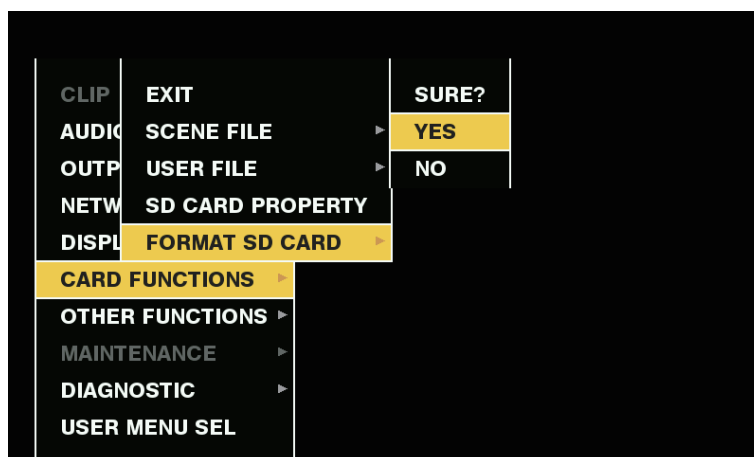 CLIP
AUDIO
OUTP
NETW
DISPL
CARD FUNCTIONS
OTHER FUNCTIONS
MAINTENANCE
DIAGNOSTIC
USER MENU SEL
EXIT
SCENE FILE
USER FILE
SD CARD PROPERTY
FORMAT SD CARD
SURE?
YES
NO